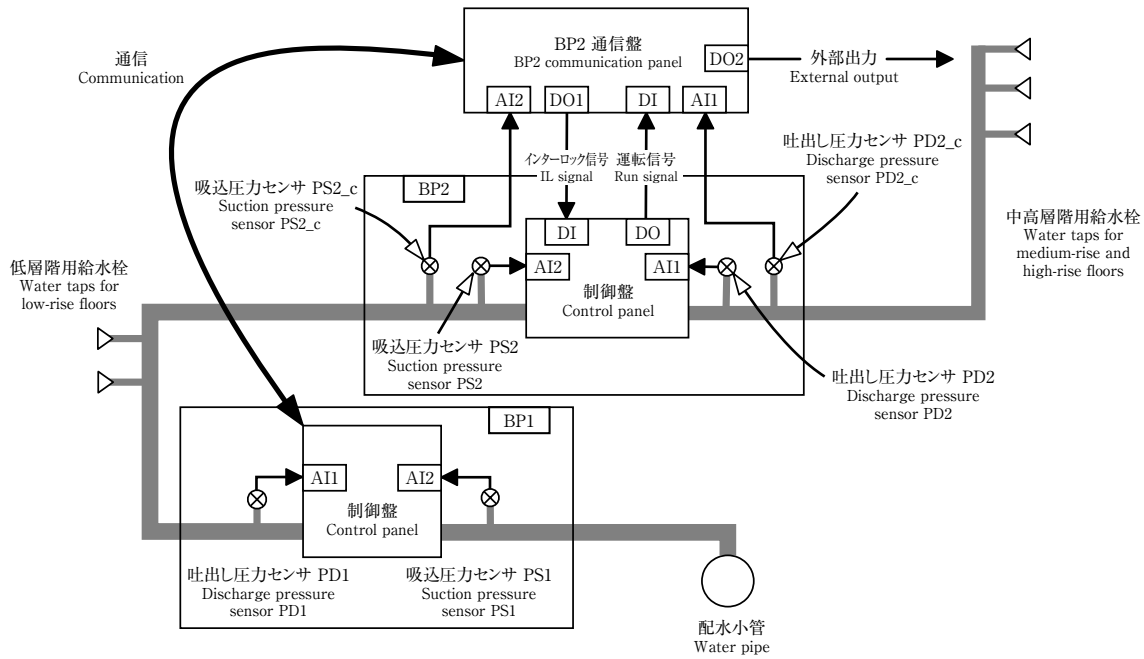 通信
Communication
BP2 通信盤
BP2 communication panel
DO2
外部出力
External output
AI2
DO1
DI
AI1
インターロック信号
IL signal
運転信号
Run signal
吐出し圧力センサ PD2_c
Discharge pressure
sensor PD2_c
吸込圧力センサ PS2_c
Suction pressure
sensor PS2_c
BP2
DI
DO
中高層階用給水栓
Water taps for
medium-rise and
high-rise floors
低層階用給水栓
Water taps for
low-rise floors
AI2
AI1
制御盤
Control panel
吸込圧力センサ PS2
Suction pressure
sensor PS2
吐出し圧力センサ PD2
Discharge pressure
sensor PD2
BP1
AI1
AI2
制御盤
Control panel
吐出し圧力センサ PD1
Discharge pressure
sensor PD1
吸込圧力センサ PS1
Suction pressure
sensor PS1
配水小管
Water pipe